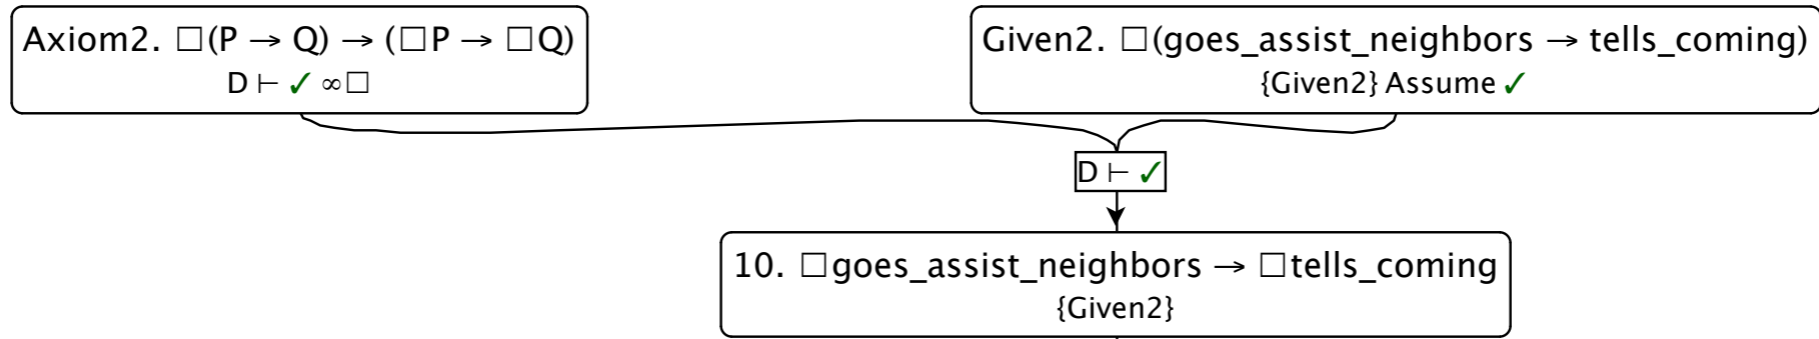 Axiom2. □(P → Q) → (□P → □Q)
D ⊢ ✓ ∞□
Given2. □(goes_assist_neighbors → tells_coming)
{Given2} Assume ✓
D ⊢ ✓
10. □goes_assist_neighbors → □tells_coming
{Given2}